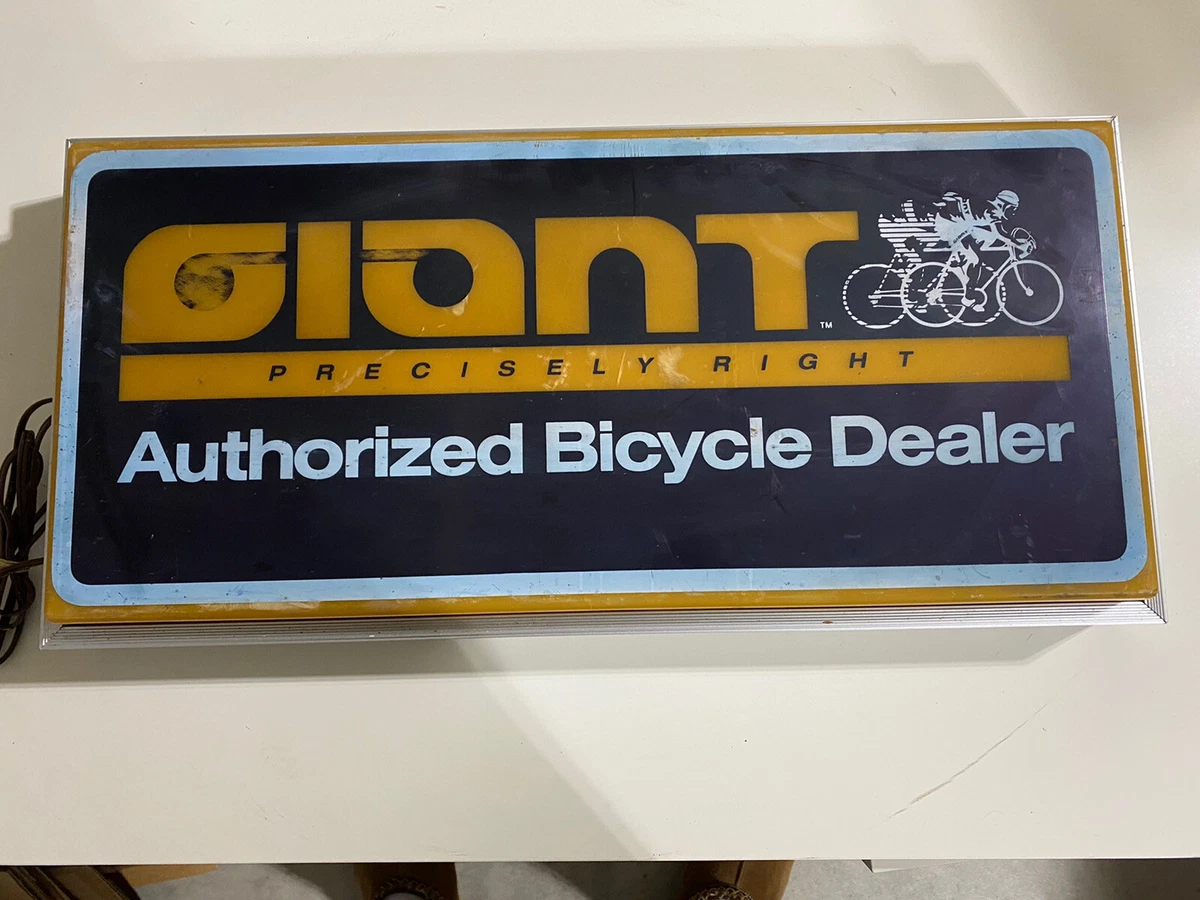 GIANT TM
PRECISELY RIGHT
Authorized Bicycle Dealer